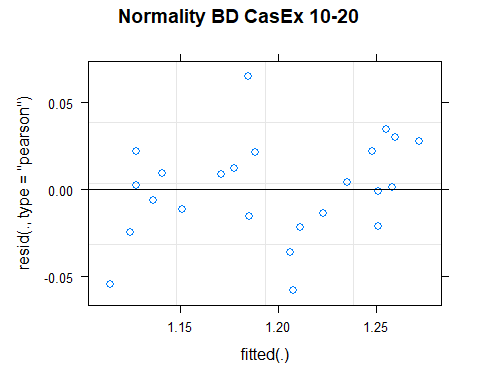 Normality BD CasEx 10-20
resid(., type = "pearson")
0.05
0.00
-0.05
1.15 1.20 1.25
fitted(.)